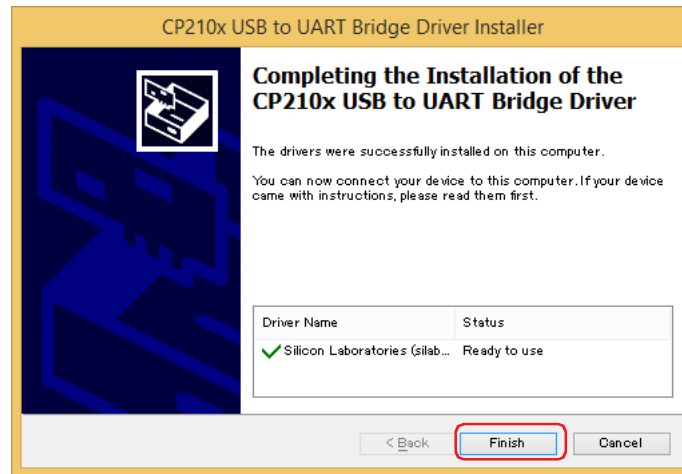 CP210x USB to UART Bridge Driver Installer
Completing the Installation of the
CP210x USB to UART Bridge Driver
The drivers were successfully installed on this computer.
You can now connect your device to this computer. If your device
came with instructions, please read them first.
Driver Name Status
Silicon Laboratories (silab... Ready to use
< Back Finish Cancel